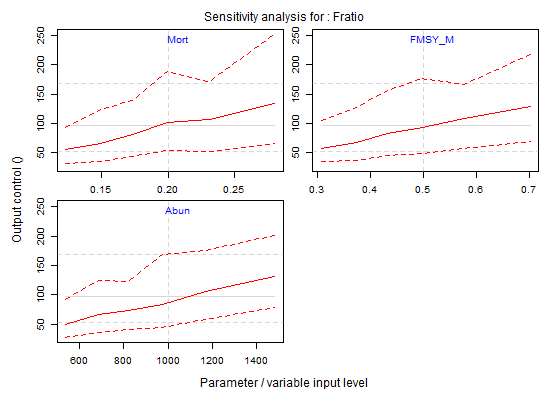 Sensitivity analysis for : Fratio
Mort
FMSY_M
50 100 150 200 250
50 100 150 200 250
0.15 0.20 0.25
0.3 0.4 0.5 0.6 0.7
Output control ()
Abun
50 100 150 200 250
600 800 1000 1200 1400
Parameter / variable input level